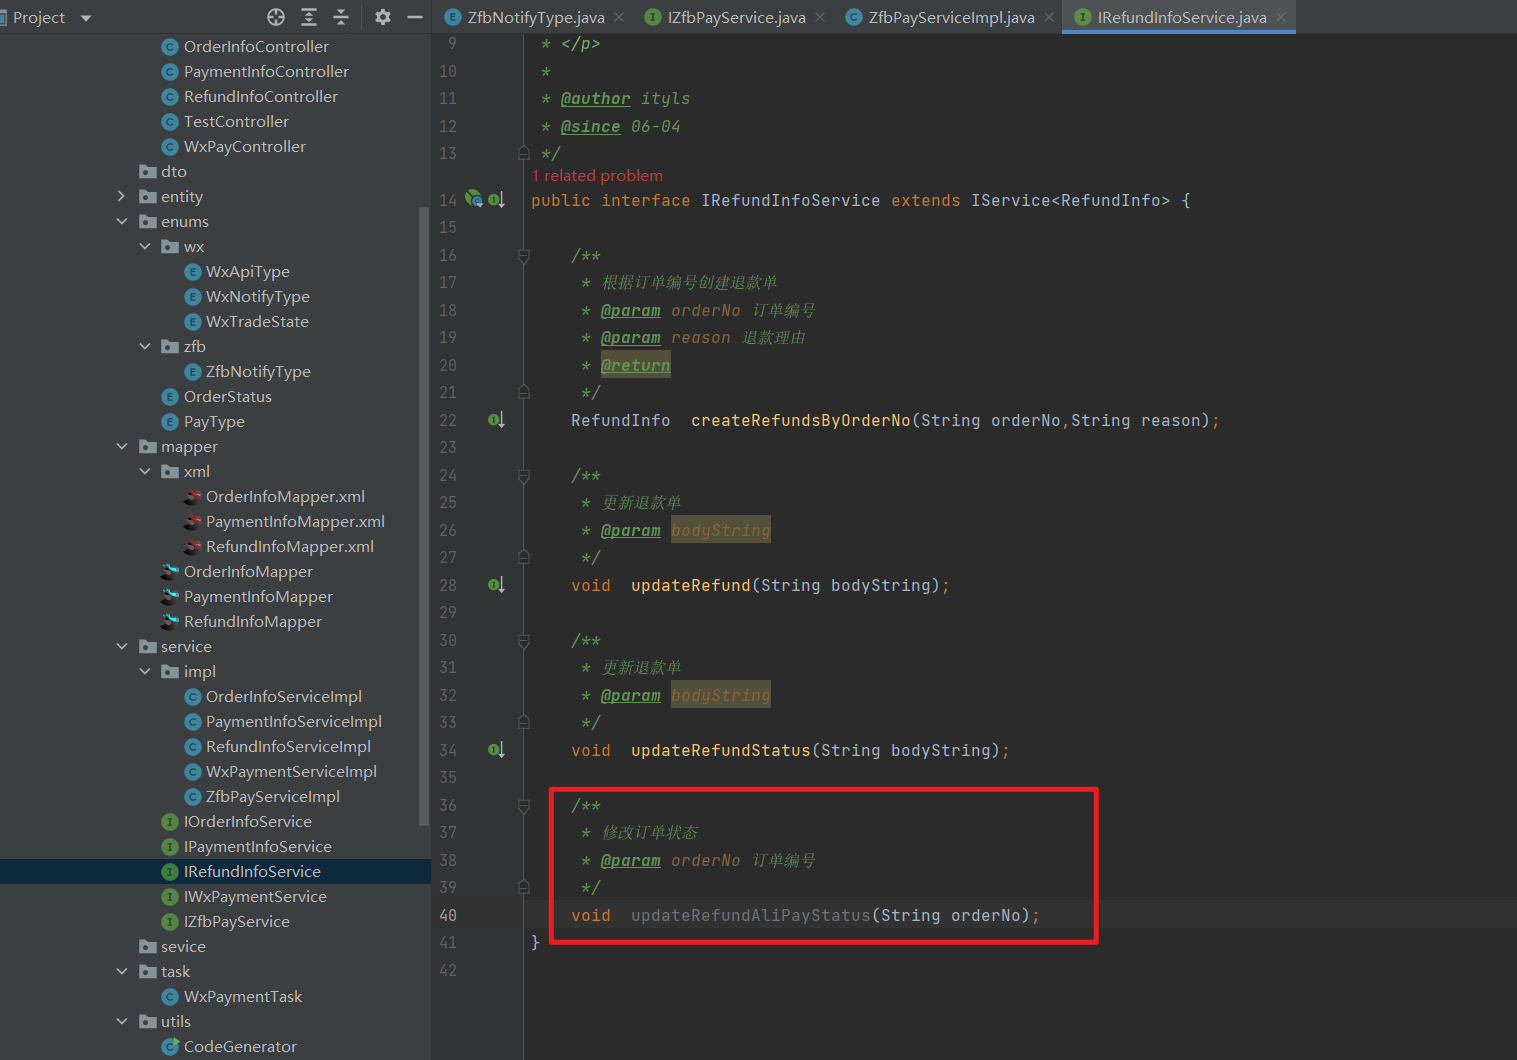 Project
ZfbNotifyType.java
IZfbPayService.java
ZfbPayServiceImpl.java
IRefundInfoService.java
OrderInfoController
PaymentInfoController
RefundInfoController
TestController
WxPayController
dto
entity
enums
wx
WxApiType
WxNotifyType
WxTradeState
zfb
ZfbNotifyType
OrderStatus
PayType
mapper
xml
OrderInfoMapper.xml
PaymentInfoMapper.xml
RefundInfoMapper.xml
OrderInfoMapper
PaymentInfoMapper
RefundInfoMapper
service
impl
OrderInfoServiceImpl
PaymentInfoServiceImpl
RefundInfoServiceImpl
WxPaymentServiceImpl
ZfbPayServiceImpl
IOrderInfoService
IPaymentInfoService
IRefundInfoService
IWxPaymentService
IZfbPayService
sevice
task
WxPaymentTask
utils
CodeGenerator
9 * </p>
10 *
11 * @author ityls
12 * @since 06-04
13 */
1 related problem
14 public interface IRefundInfoService extends IService<RefundInfo> {
15
16 /**
17 * 根据订单编号创建退款单
18 * @param orderNo 订单编号
19 * @param reason 退款理由
20 * @return
21 */
22 RefundInfo createRefundsByOrderNo(String orderNo,String reason);
23
24 /**
25 * 更新退款单
26 * @param bodyString
27 */
28 void updateRefund(String bodyString);
29
30 /**
31 * 更新退款单
32 * @param bodyString
33 */
34 void updateRefundStatus(String bodyString);
35
36 /**
37 * 修改订单状态
38 * @param orderNo 订单编号
39 */
40 void updateRefundAliPayStatus(String orderNo);
41 }
42